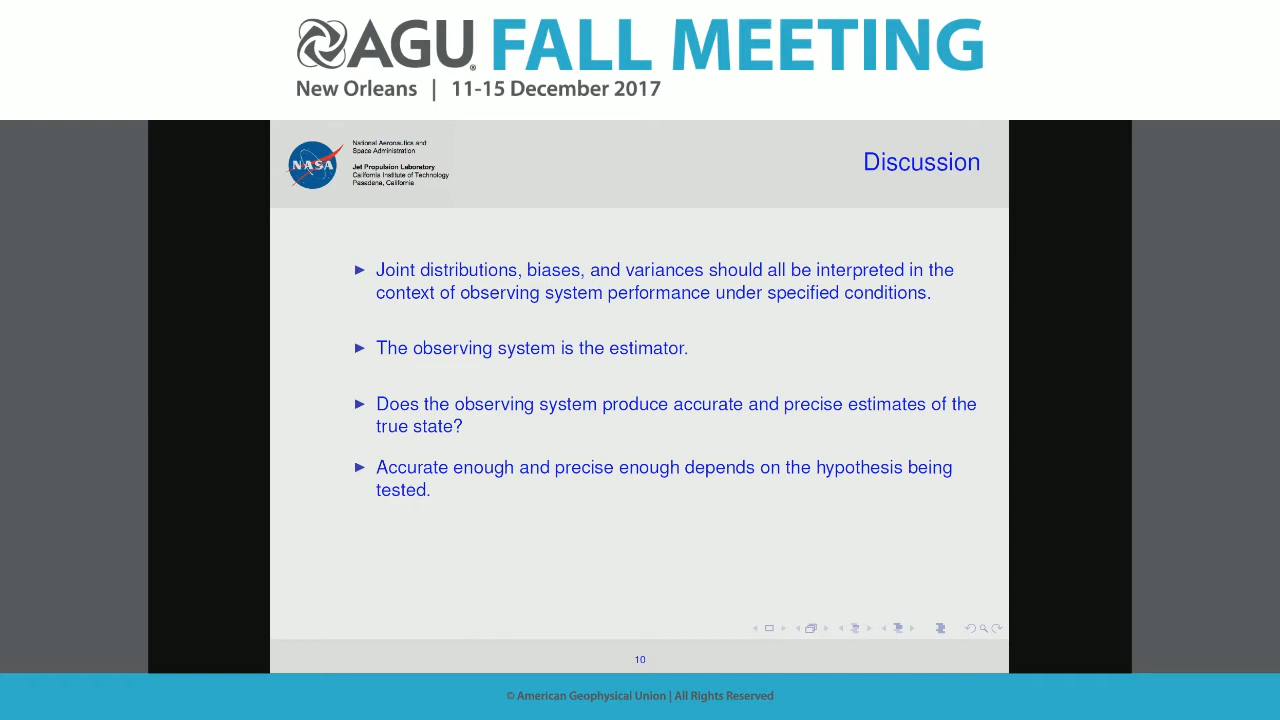 AGU FALL MEETING
New Orleans | 11-15 December 2017
NASA
National Aeronautics and
Space Administration
Jet Propulsion Laboratory
California Institute of Technology
Pasadena, California
Discussion
Joint distributions, biases, and variances should all be interpreted in the
context of observing system performance under specified conditions.
The observing system is the estimator.
Does the observing system produce accurate and precise estimates of the
true state?
Accurate enough and precise enough depends on the hypothesis being
tested.
10
© American Geophysical Union | All Rights Reserved